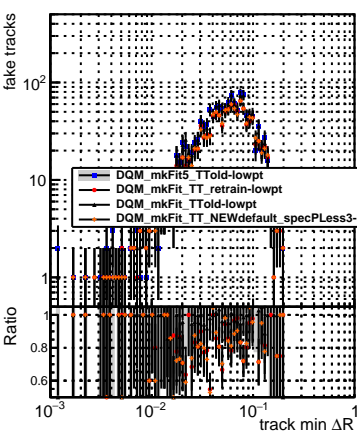 fake tracks
10²
10
1
DQM_mkFit5_TTold-lowpt
DQM_mkFit_TT_retrain-lowpt
DQM_mkFit_TTold-lowpt
DQM_mkFit_TT_NEWdefault_specPLess3-
Ratio
1
0.8
0.6
10⁻³ 10⁻² 10⁻¹ 1
track min ΔR